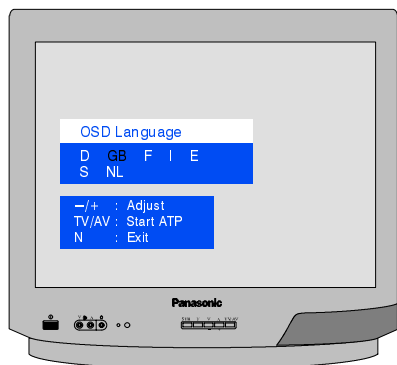 OSD Language
D GB F I E
S NL
−/+ : Adjust
TV/AV : Start ATP
N : Exit
Panasonic